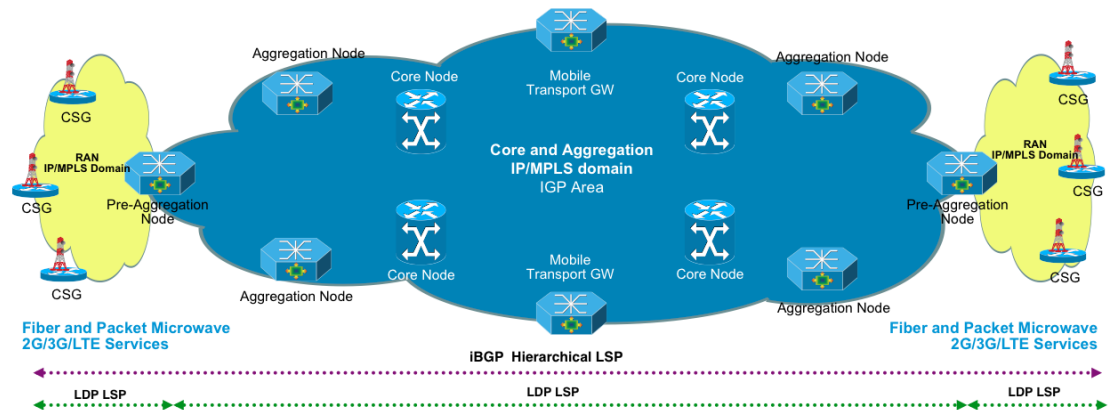 Aggregation Node
Core Node
Mobile
Transport GW
Core Node
Aggregation Node
CSG
RAN
IP/MPLS Domain
CSG
Pre-Aggregation
Node
CSG
Core and Aggregation
IP/MPLS domain
IGP Area
CSG
RAN
IP/MPLS Domain
CSG
Pre-Aggregation
Node
CSG
Aggregation Node
Core Node
Mobile
Transport GW
Core Node
Aggregation Node
Fiber and Packet Microwave
2G/3G/LTE Services
Fiber and Packet Microwave
2G/3G/LTE Services
iBGP Hierarchical LSP
LDP LSP
LDP LSP
LDP LSP